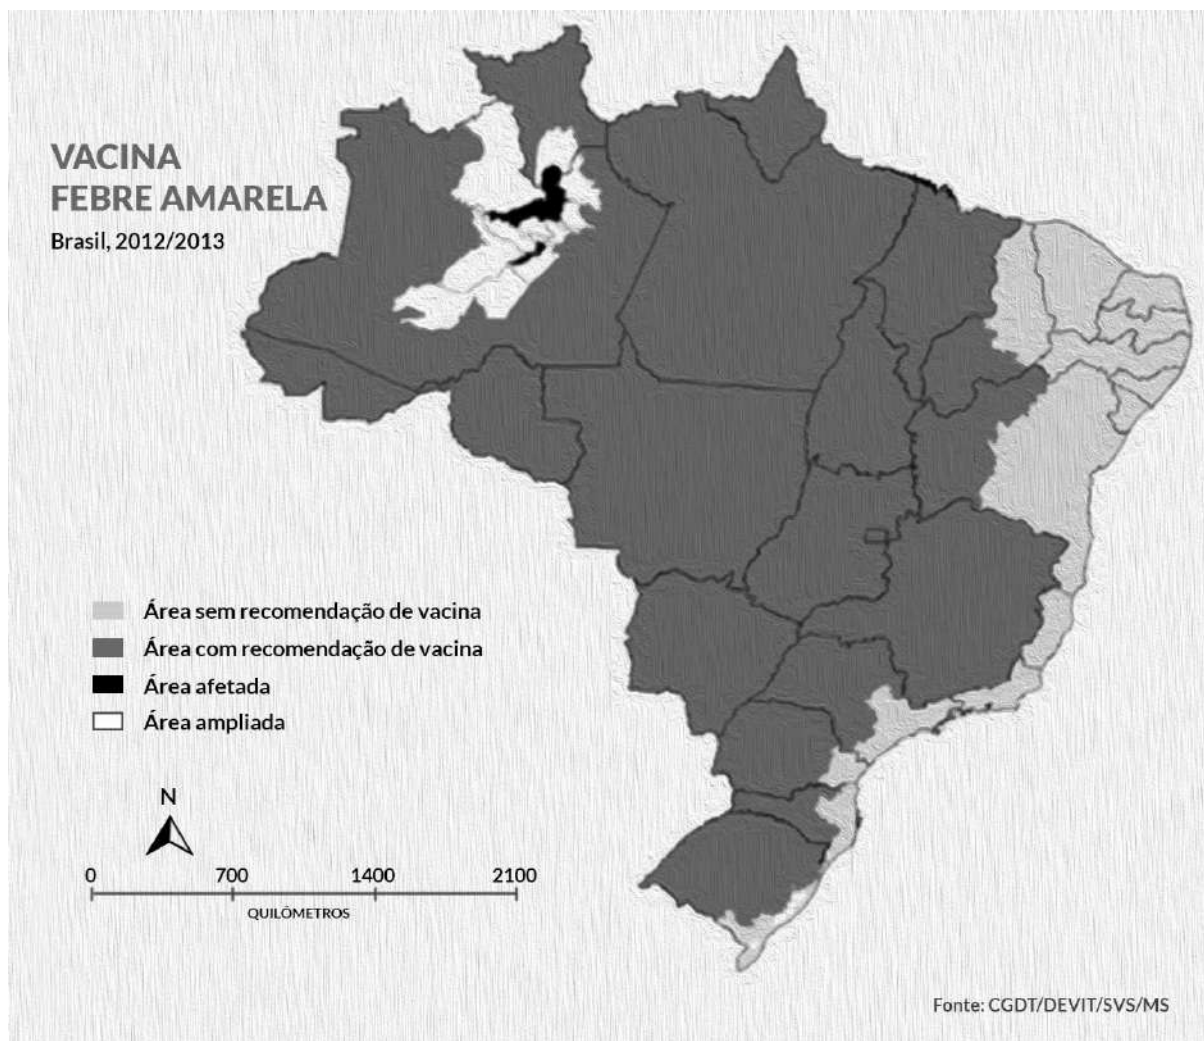 VACINA
FEBRE AMARELA
Brasil, 2012/2013
Área sem recomendação de vacina
Área com recomendação de vacina
Área afetada
Área ampliada
N
0 700 1400 2100
QUILÔMETROS
Fonte: CGDT/DEVIT/SVS/MS